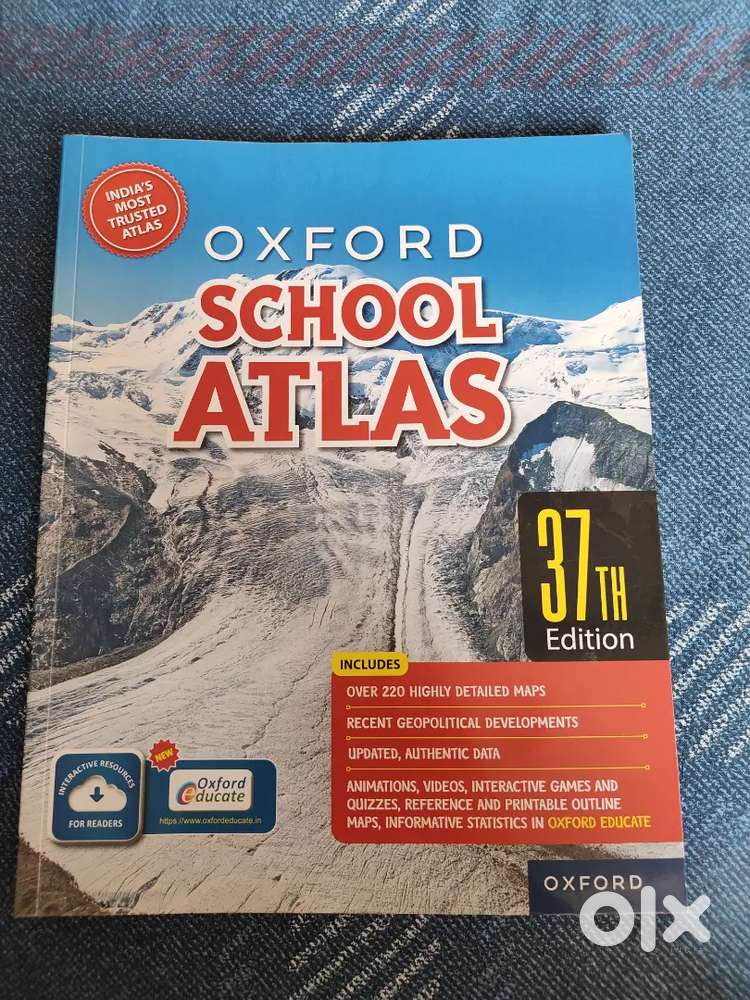 INDIA'S
MOST
TRUSTED
ATLAS
OXFORD
SCHOOL
ATLAS
37TH
Edition
INCLUDES
OVER 220 HIGHLY DETAILED MAPS
RECENT GEOPOLITICAL DEVELOPMENTS
UPDATED, AUTHENTIC DATA
ANIMATIONS, VIDEOS, INTERACTIVE GAMES AND
QUIZZES, REFERENCE AND PRINTABLE OUTLINE
MAPS, INFORMATIVE STATISTICS IN OXFORD EDUCATE
INTERACTIVE RESOURCES
FOR READERS
NEW
Oxford
educate
https://www.oxfordeducate.in
OXFORD
olx